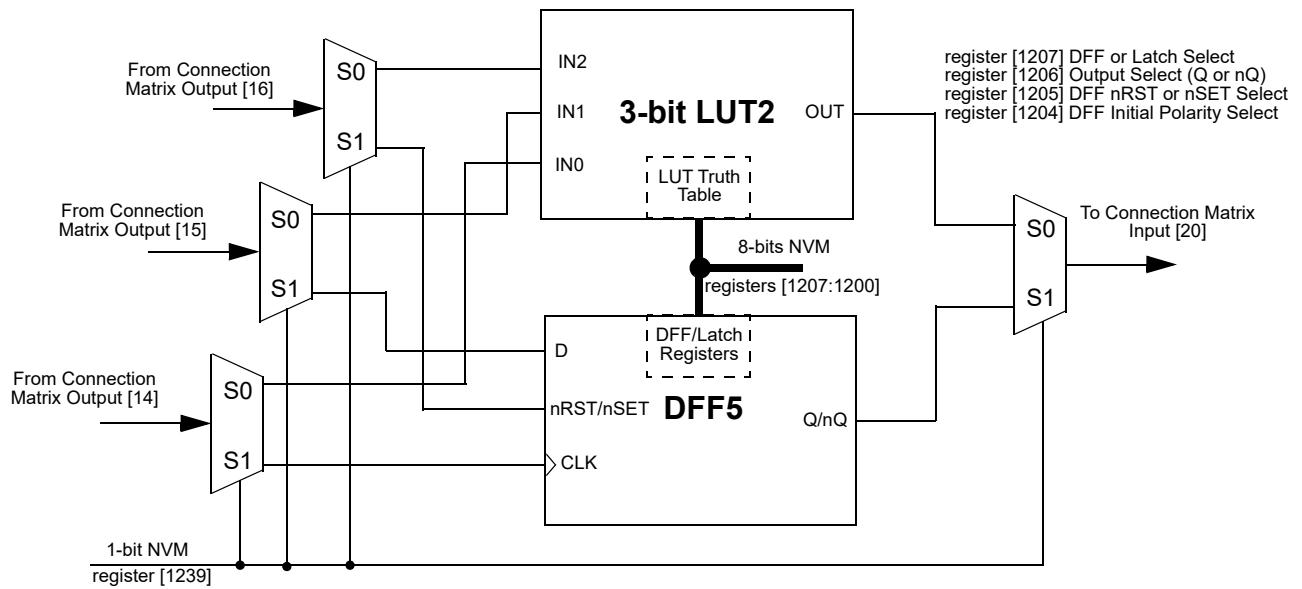 From Connection
Matrix Output [16]
S0
S1
IN2
IN1
IN0
3-bit LUT2
OUT
LUT Truth
Table
register [1207] DFF or Latch Select
register [1206] Output Select (Q or nQ)
register [1205] DFF nRST or nSET Select
register [1204] DFF Initial Polarity Select
From Connection
Matrix Output [15]
S0
S1
8-bits NVM
registers [1207:1200]
S0
S1
To Connection Matrix
Input [20]
From Connection
Matrix Output [14]
S0
S1
DFF/Latch
Registers
D
nRST/nSET
DFF5
Q/nQ
CLK
1-bit NVM
register [1239]